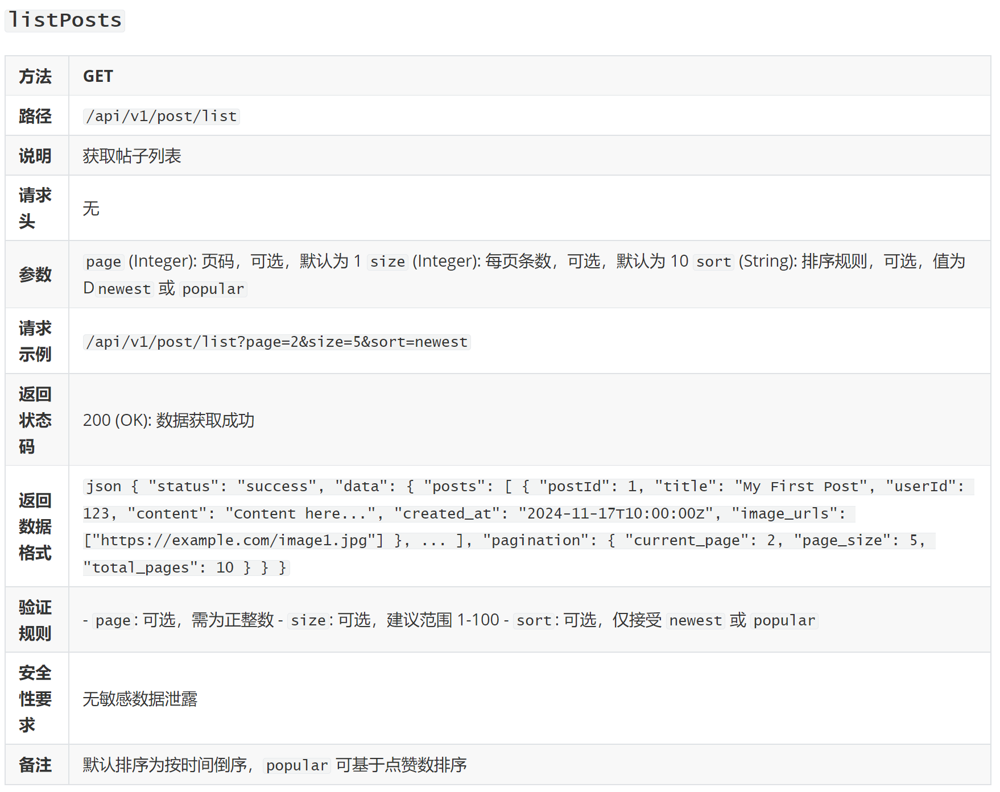 listPosts
方法 GET
路径 /api/v1/post/list
说明 获取帖子列表
请求
头
无
参数
page (Integer): 页码，可选，默认为 1 size (Integer): 每页条数，可选，默认为 10 sort (String): 排序规则，可选，值为
D newest 或 popular
请求
示例
/api/v1/post/list?page=2&size=5&sort=newest
返回
状态
码
200 (OK): 数据获取成功
返回
数据
格式
json { "status": "success", "data": { "posts": [ { "postId": 1, "title": "My First Post", "userId":
123, "content": "Content here...", "created_at": "2024-11-17T10:00:00Z", "image_urls":
["https://example.com/image1.jpg"] }, ... ], "pagination": { "current_page": 2, "page_size": 5,
"total_pages": 10 } } }
验证
规则
- page: 可选，需为正整数 - size: 可选，建议范围 1-100 - sort: 可选，仅接受 newest 或 popular
安全
性要
求
无敏感数据泄露
备注 默认排序为按时间倒序，popular 可基于点赞数排序